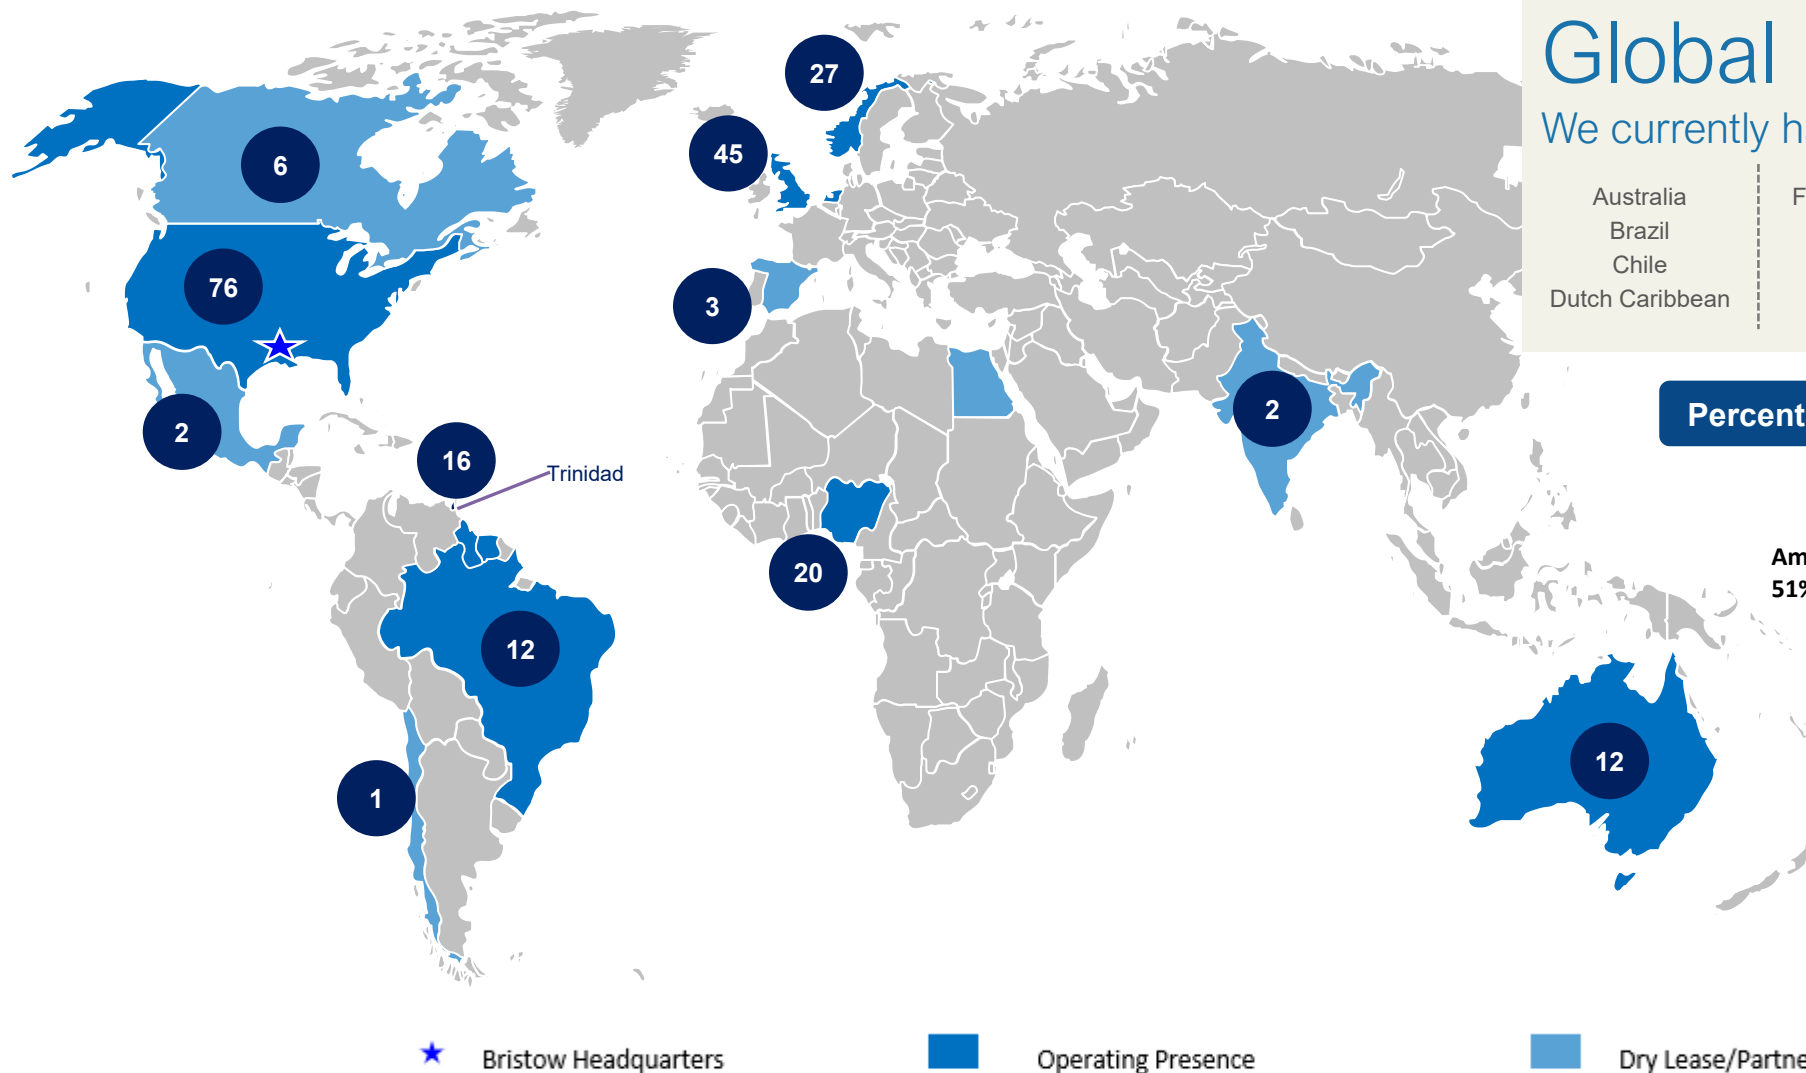 Global
We currently h
Australia
F
Brazil
Chile
Dutch Caribbean
Percent
27
45
6
76
3
2
2
16
Trinidad
20
Am
51%
12
12
1
Bristow Headquarters
Operating Presence
Dry Lease/Partne